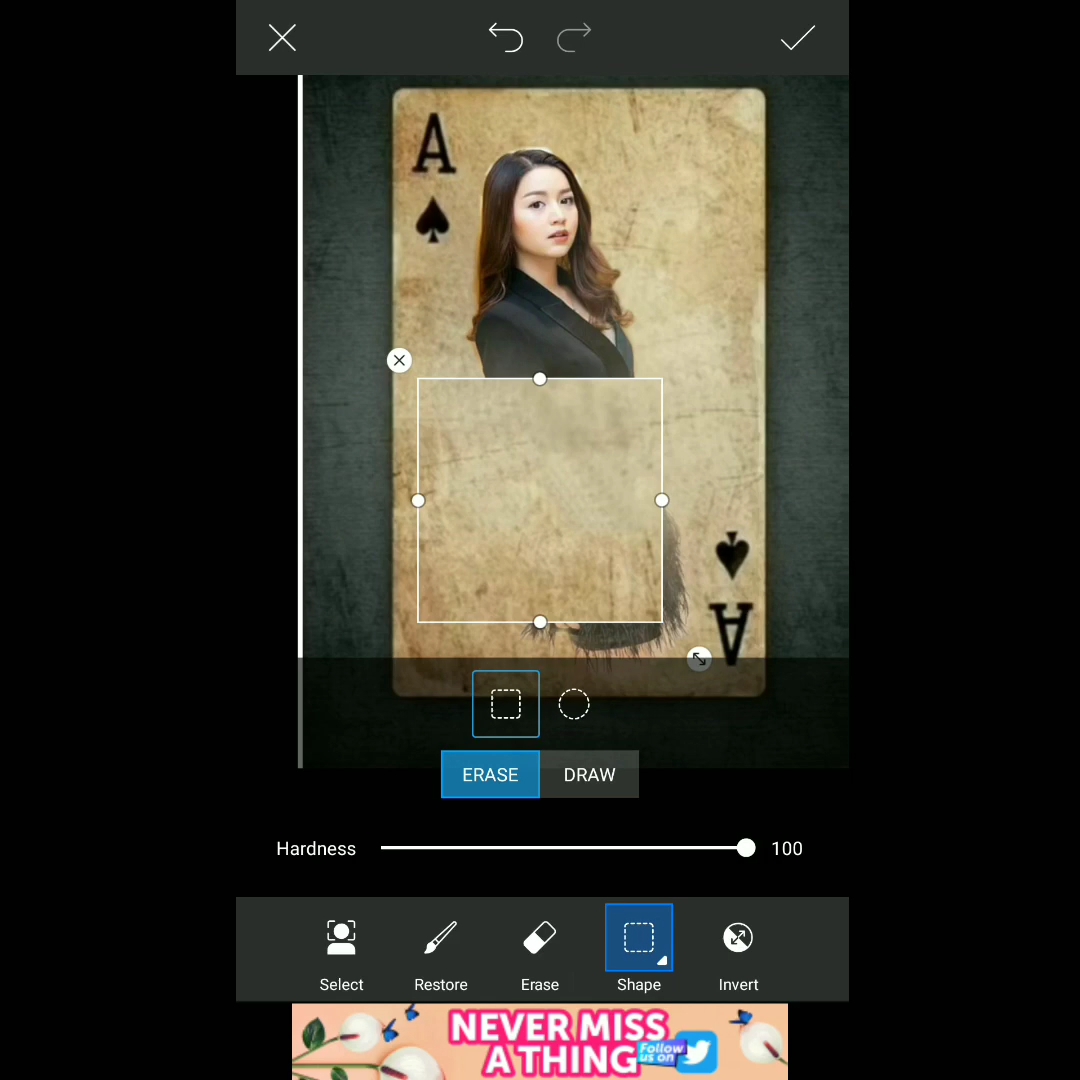 A
A
ERASE
DRAW
Hardness
100
Select
Restore
Erase
Shape
Invert
NEVER MISS
A THING
Follow
us on